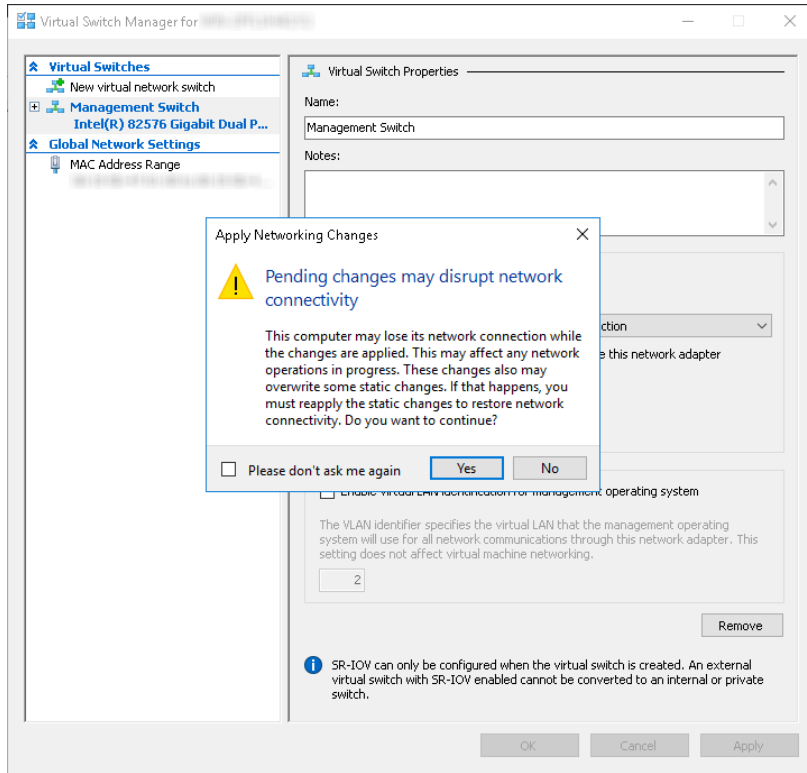 Virtual Switch Manager for
Virtual Switches
New virtual network switch
Management Switch
Intel(R) 82576 Gigabit Dual P...
Global Network Settings
MAC Address Range
Virtual Switch Properties
Name:
Management Switch
Notes:
Apply Networking Changes
Pending changes may disrupt network
connectivity
This computer may lose its network connection while
the changes are applied. This may affect any network
operations in progress. These changes also may
overwrite some static changes. If that happens, you
must reapply the static changes to restore network
connectivity. Do you want to continue?
Please don't ask me again
Yes
No
ction
this network adapter
Enable virtual LAN identification for management operating system
The VLAN identifier specifies the virtual LAN that the management operating
system will use for all network communications through this network adapter. This
setting does not affect virtual machine networking.
2
Remove
SR-IOV can only be configured when the virtual switch is created. An external
virtual switch with SR-IOV enabled cannot be converted to an internal or private
switch.
OK
Cancel
Apply